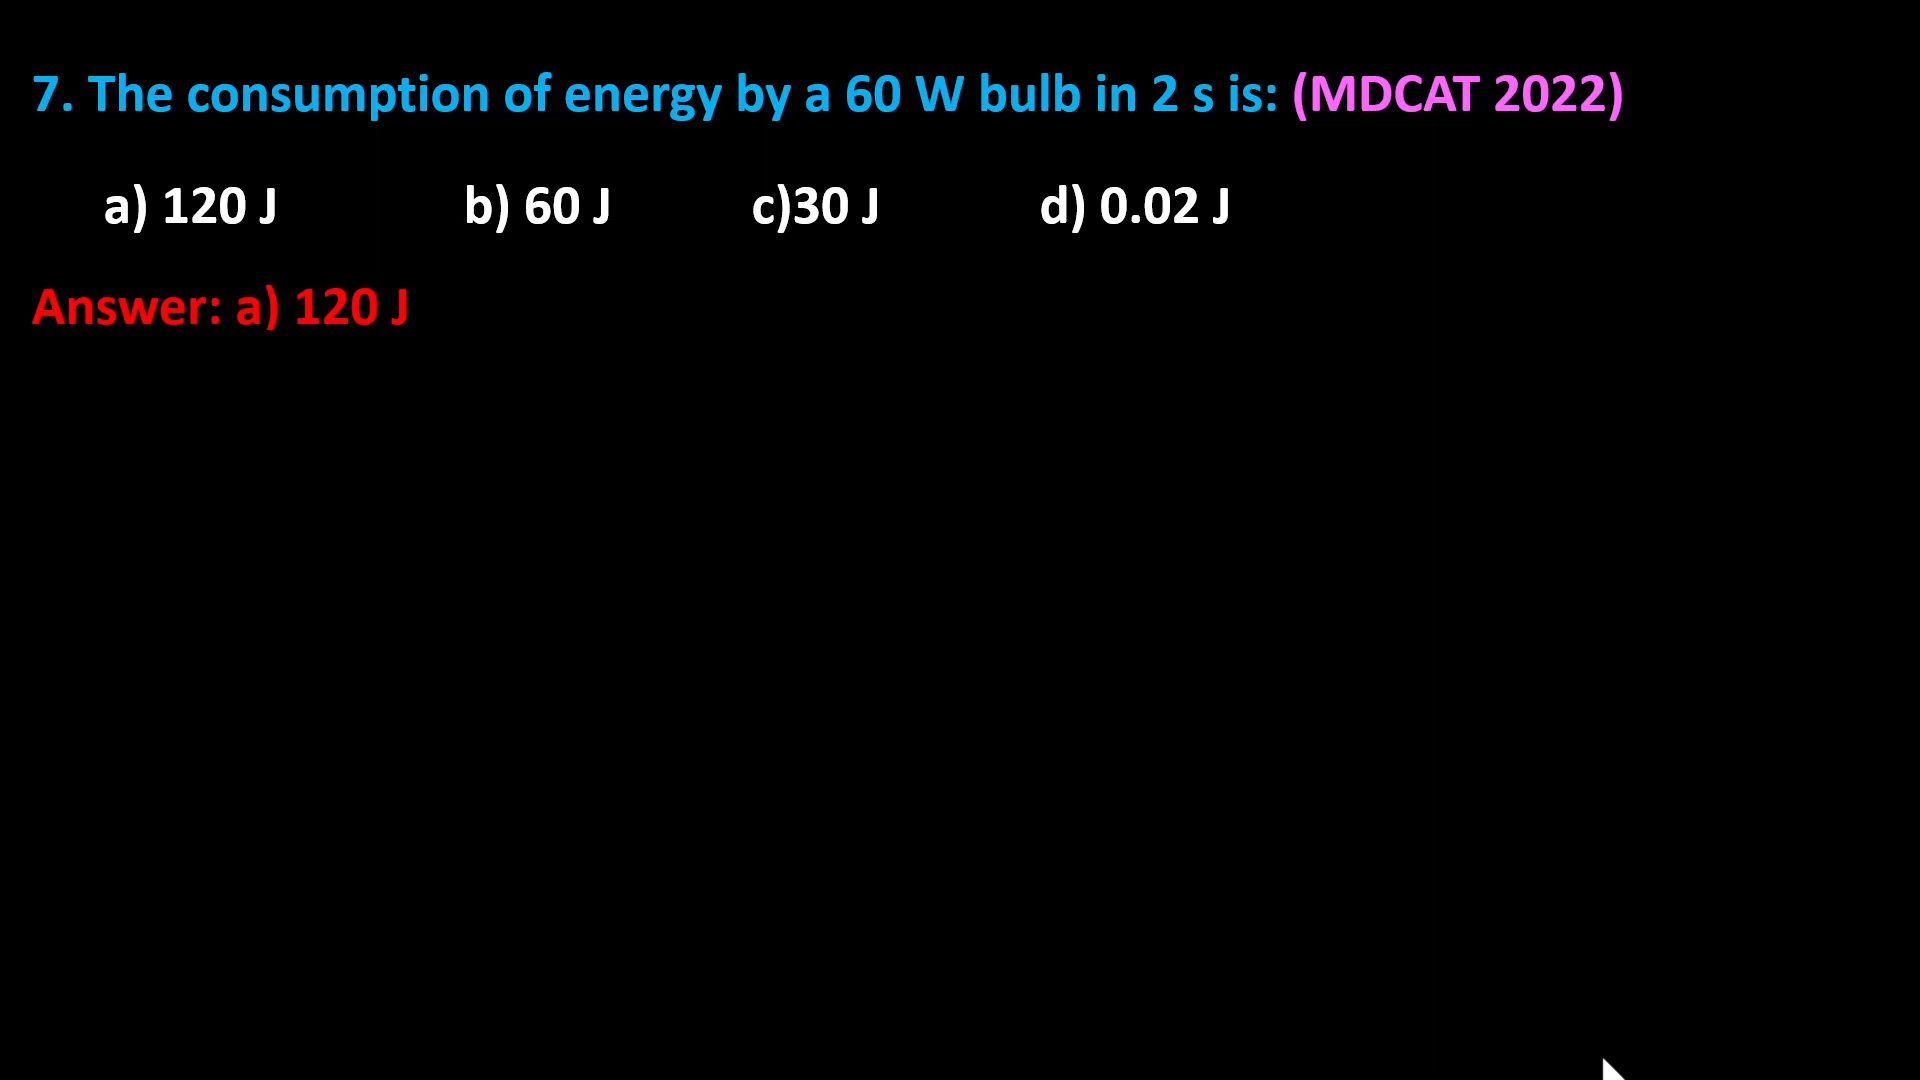 7. The consumption of energy by a 60 W bulb in 2 s is: (MDCAT 2022)
a) 120 J b) 60 J c)30 J d) 0.02 J
Answer: a) 120 J